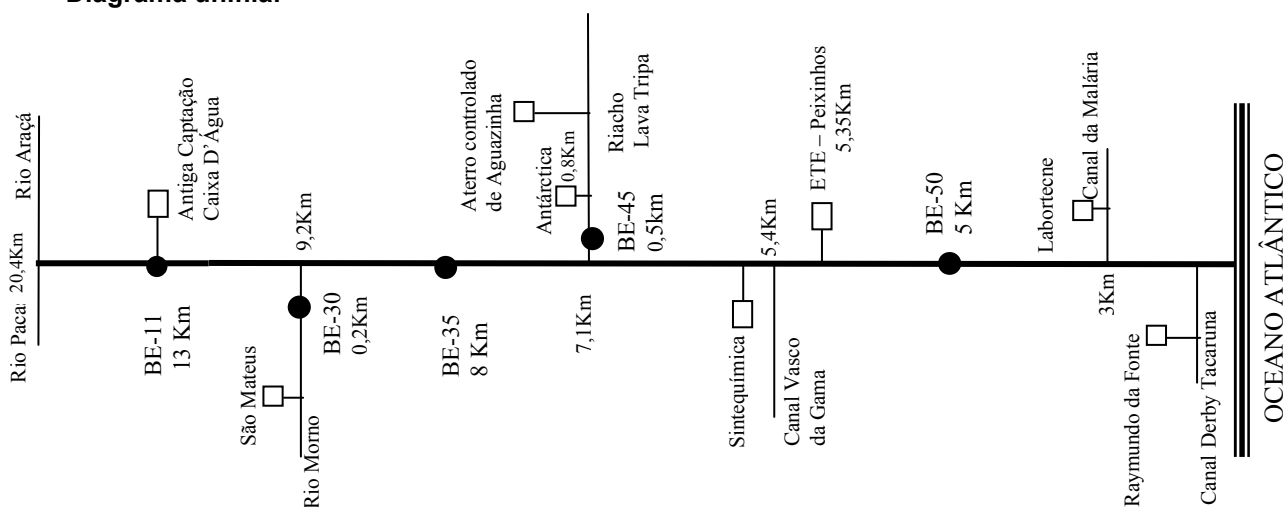 Diagrama unifilar
Rio Paca
20,4Km
Rio Araçá
BE-11
13 Km
Antiga Captação
Caixa D'Água
São Mateus
Rio Morno
BE-30
0,2Km
9,2Km
BE-35
8 Km
Aterro controlado
de Aguazinha
Antárctica
0,8Km
BE-45
0,5km
Riacho
Lava Tripa
7,1Km
Sintequímica
Canal Vasco
da Gama
5,4Km
ETE – Peixinhos
5,35Km
BE-50
5 Km
Labortecne
Canal da Malária
3Km
Raymundo da Fonte
Canal Derby Tacaruna
OCEANO ATLÂNTICO